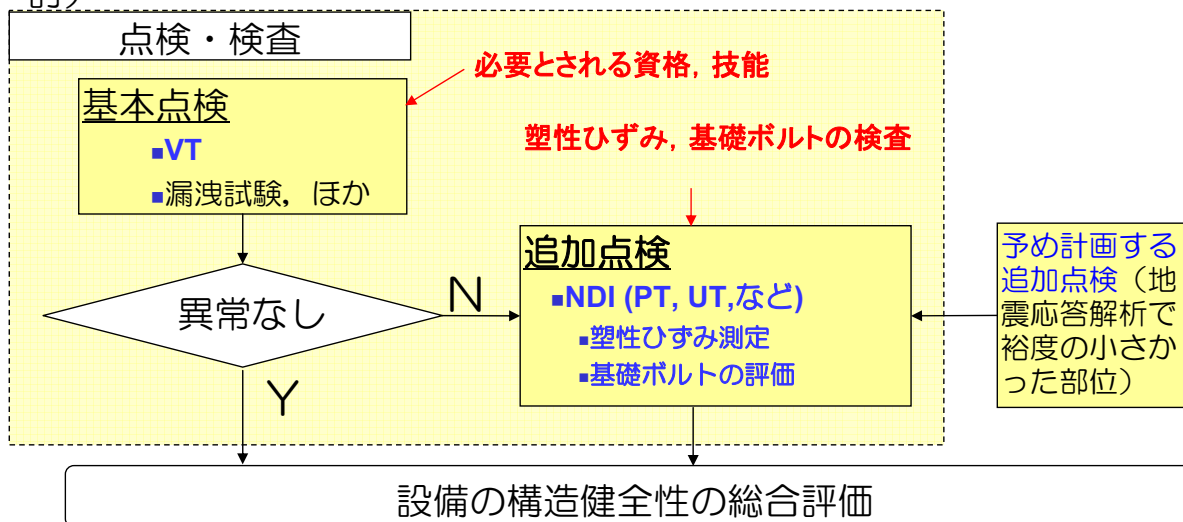 点検・検査
必要とされる資格，技能
基本点検
■VT
■漏洩試験，ほか
塑性ひずみ，基礎ボルトの検査
追加点検
■NDI (PT, UT,など)
■塑性ひずみ測定
■基礎ボルトの評価
予め計画する
追加点検（地
震応答解析で
裕度の小さか
った部位）
異常なし
N
Y
設備の構造健全性の総合評価